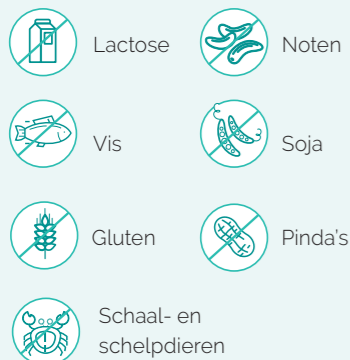 Lactose
Noten
Vis
Soja
Gluten
Pinda's
Schaal- en
schelpdieren